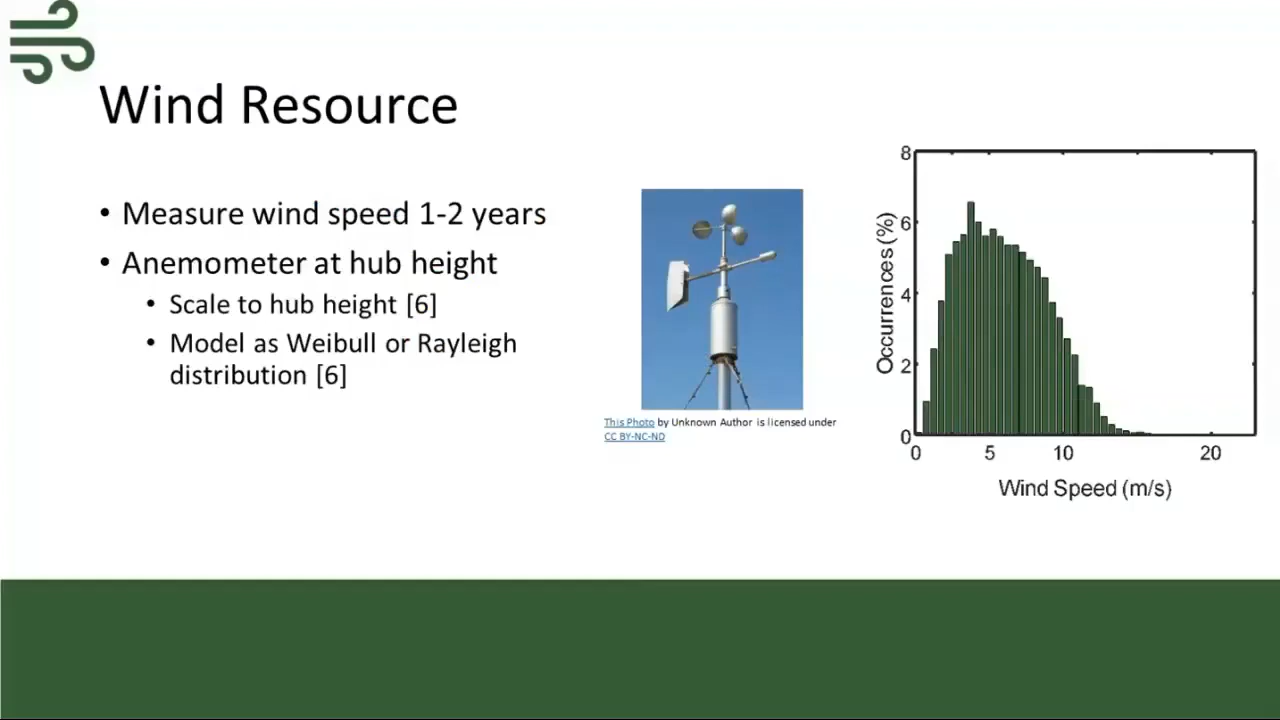 Wind Resource
• Measure wind speed 1-2 years
• Anemometer at hub height
• Scale to hub height [6]
• Model as Weibull or Rayleigh
distribution [6]
This Photo by Unknown Author is licensed under
CC BY-NC-ND
8
6
4
2
0
Occurrences (%)
0 5 10 20
Wind Speed (m/s)